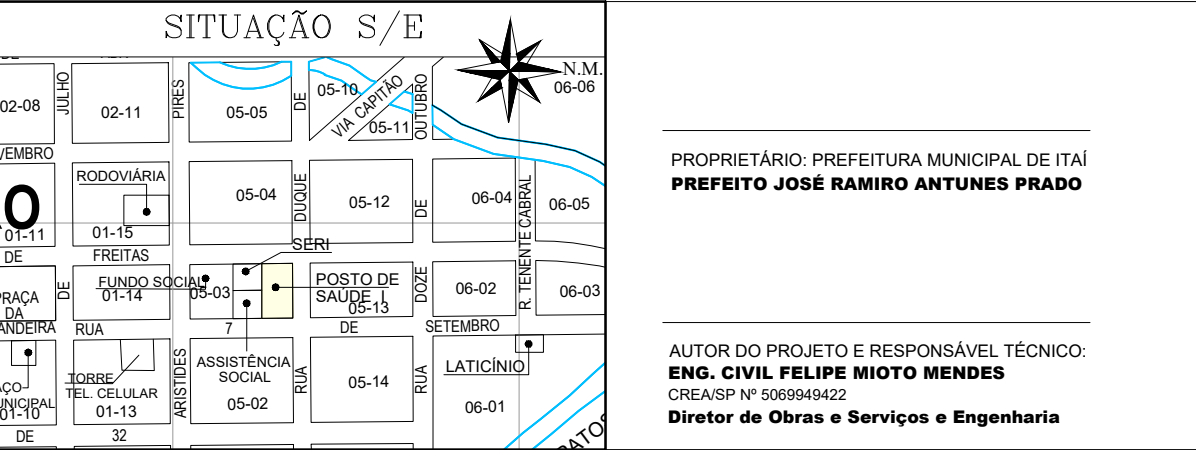 SITUAÇÃO S/E
N.M.
02-08
JULHO
02-11
PIRES
05-05
DE
05-10
VIA CAPITÃO
05-11
OUTUBRO
06-06
VEMBRO
RODOVIÁRIA
05-04
DUQUE
05-12
DE
06-04
R. TENENTE CABRAL
06-05
O
01-11
01-15
SERI
DE
FREITAS
FUNDO SOCIAL
05-03
POSTO DE
SAÚDE I
05-13
DOZE
06-02
06-03
PRAÇA
DA
ANDEIRA
DE
01-14
RUA
7
DE
SETEMBRO
ASSISTÊNCIA
SOCIAL
05-02
LATICÍNIO
TORRE
TEL. CELULAR
01-13
ARISTIDES
RUA
05-14
RUA
06-01
AÇO
UNICIPAL
01-10
DE
32
RATOS
PROPRIETÁRIO: PREFEITURA MUNICIPAL DE ITAÍ
PREFEITO JOSÉ RAMIRO ANTUNES PRADO
AUTOR DO PROJETO E RESPONSÁVEL TÉCNICO:
ENG. CIVIL FELIPE MIOTO MENDES
CREA/SP Nº 5069949422
Diretor de Obras e Serviços e Engenharia